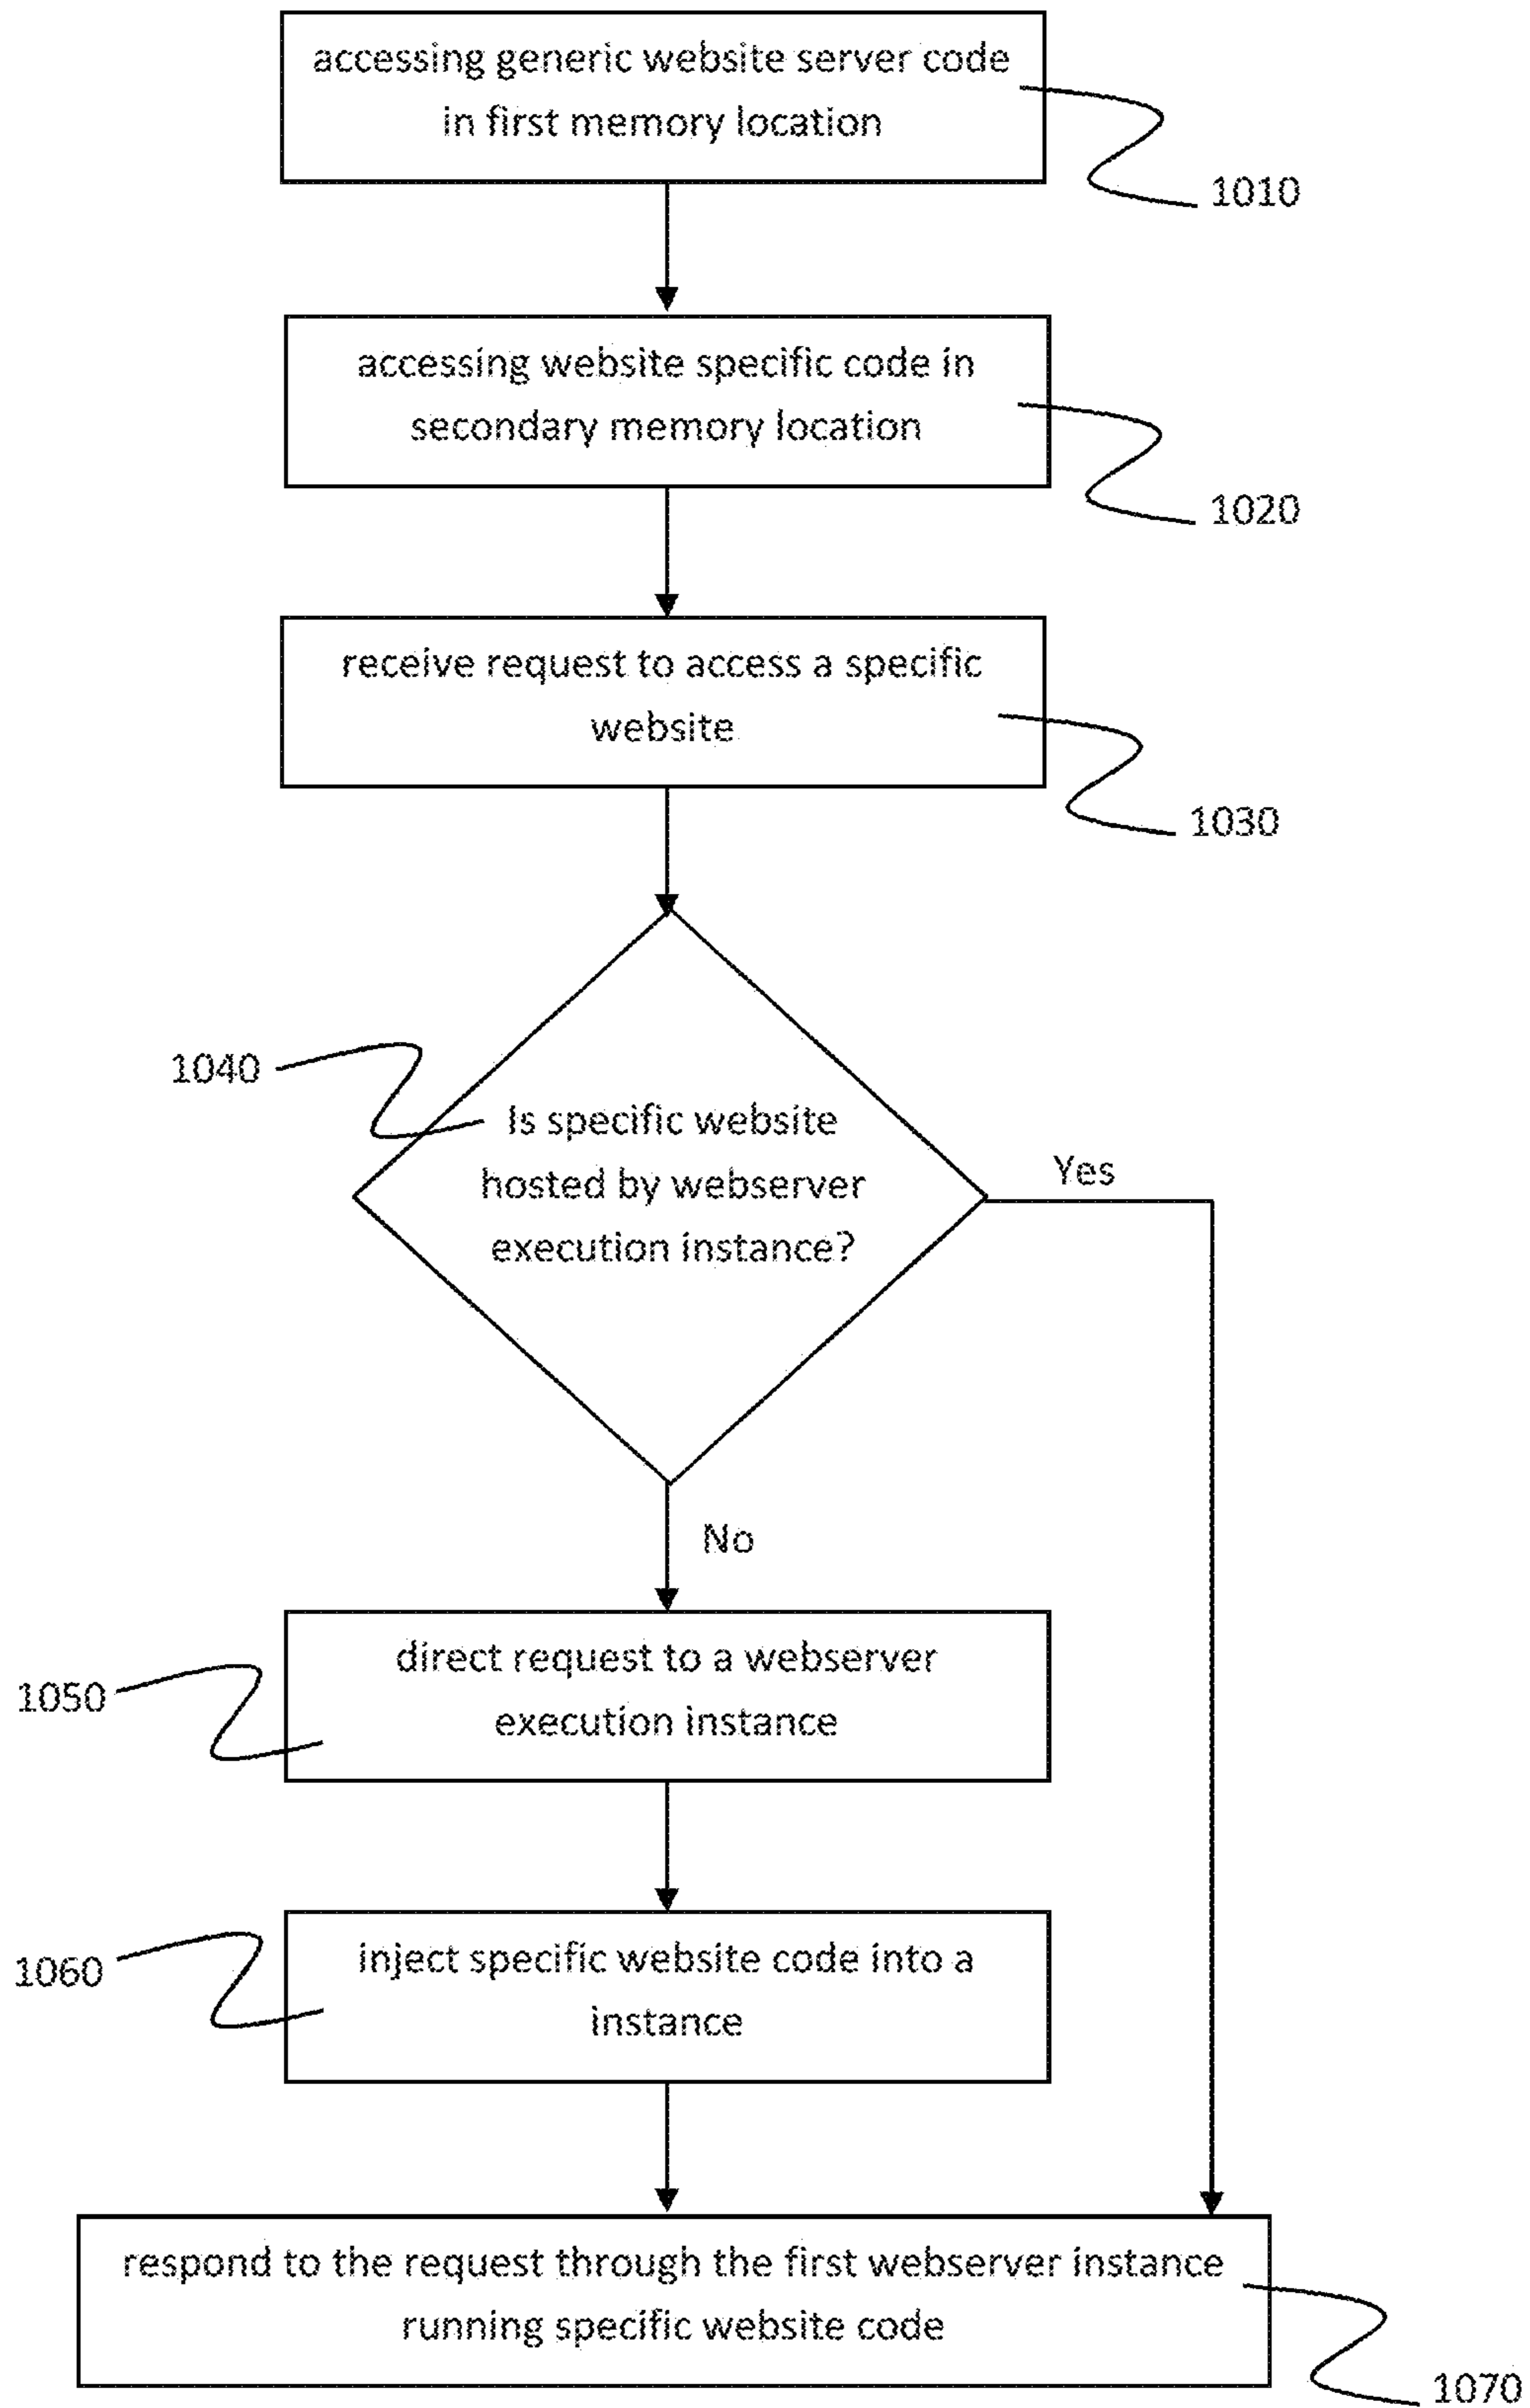 accessing generic website server code
in first memory location
1010
accessing website specific code in
secondary memory location
1020
receive request to access a specific
website
1030
1040
Is specific website
hosted by webserver
execution instance?
Yes
No
direct request to a webserver
execution instance
1050
inject specific website code into a
instance
1060
respond to the request through the first webserver instance
running specific website code
1070